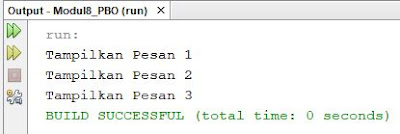 Output - Modul8_PBO (run) ×
run:
Tampilkan Pesan 1
Tampilkan Pesan 2
Tampilkan Pesan 3
BUILD SUCCESSFUL (total time: 0 seconds)